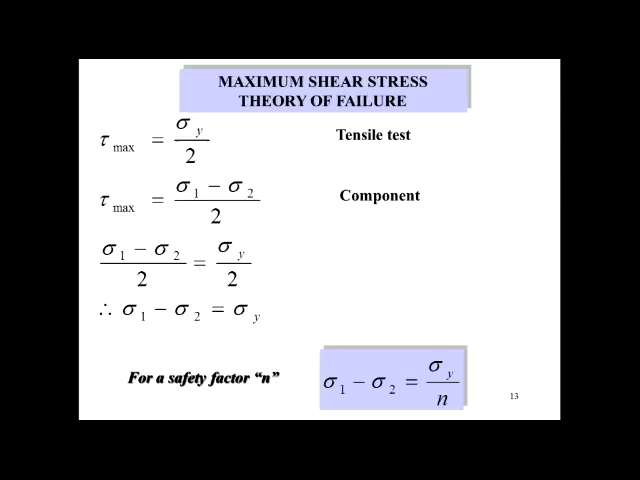 MAXIMUM SHEAR STRESS
THEORY OF FAILURE
τ max = σ y / 2 Tensile test
τ max = σ 1 − σ 2 / 2 Component
σ 1 − σ 2 / 2 = σ y / 2
∴ σ 1 − σ 2 = σ y
For a safety factor “n” σ 1 − σ 2 = σ y / n
13